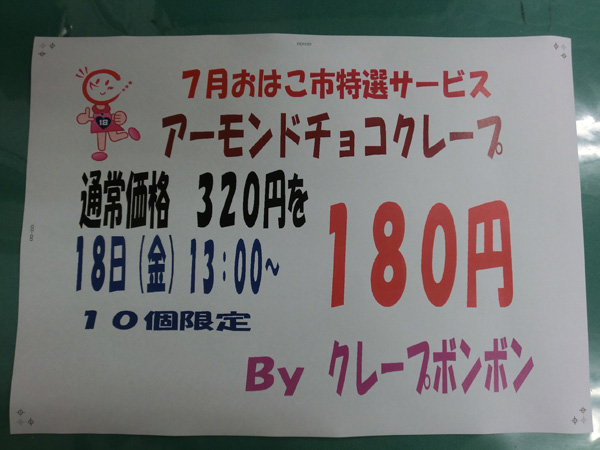 7月おはこ市特選サービス
アーモンドチョコクレープ
18
通常価格 320円を
180円
18日(金) 13:00~
10個限定
By クレープボンボン